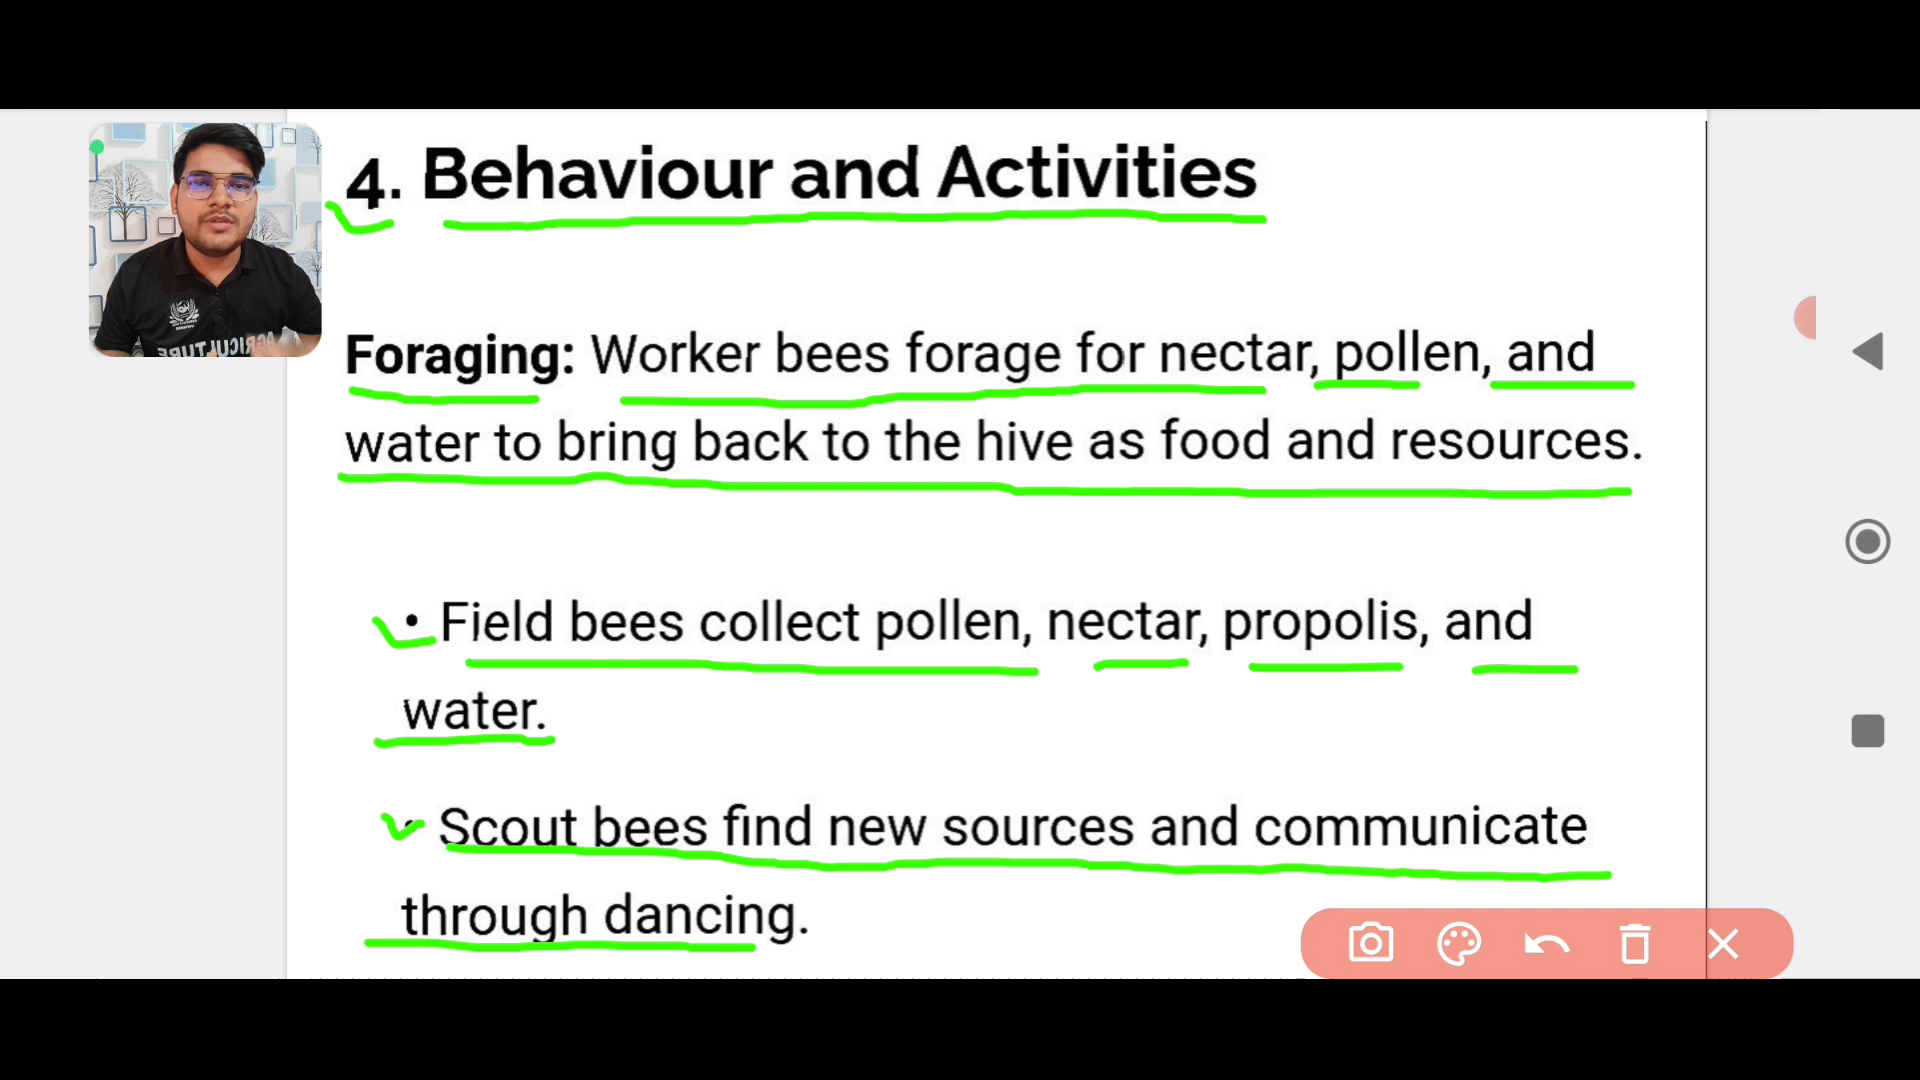 4. Behaviour and Activities
Foraging: Worker bees forage for nectar, pollen, and
water to bring back to the hive as food and resources.
• Field bees collect pollen, nectar, propolis, and
water.
• Scout bees find new sources and communicate
through dancing.
AGRICULTURE